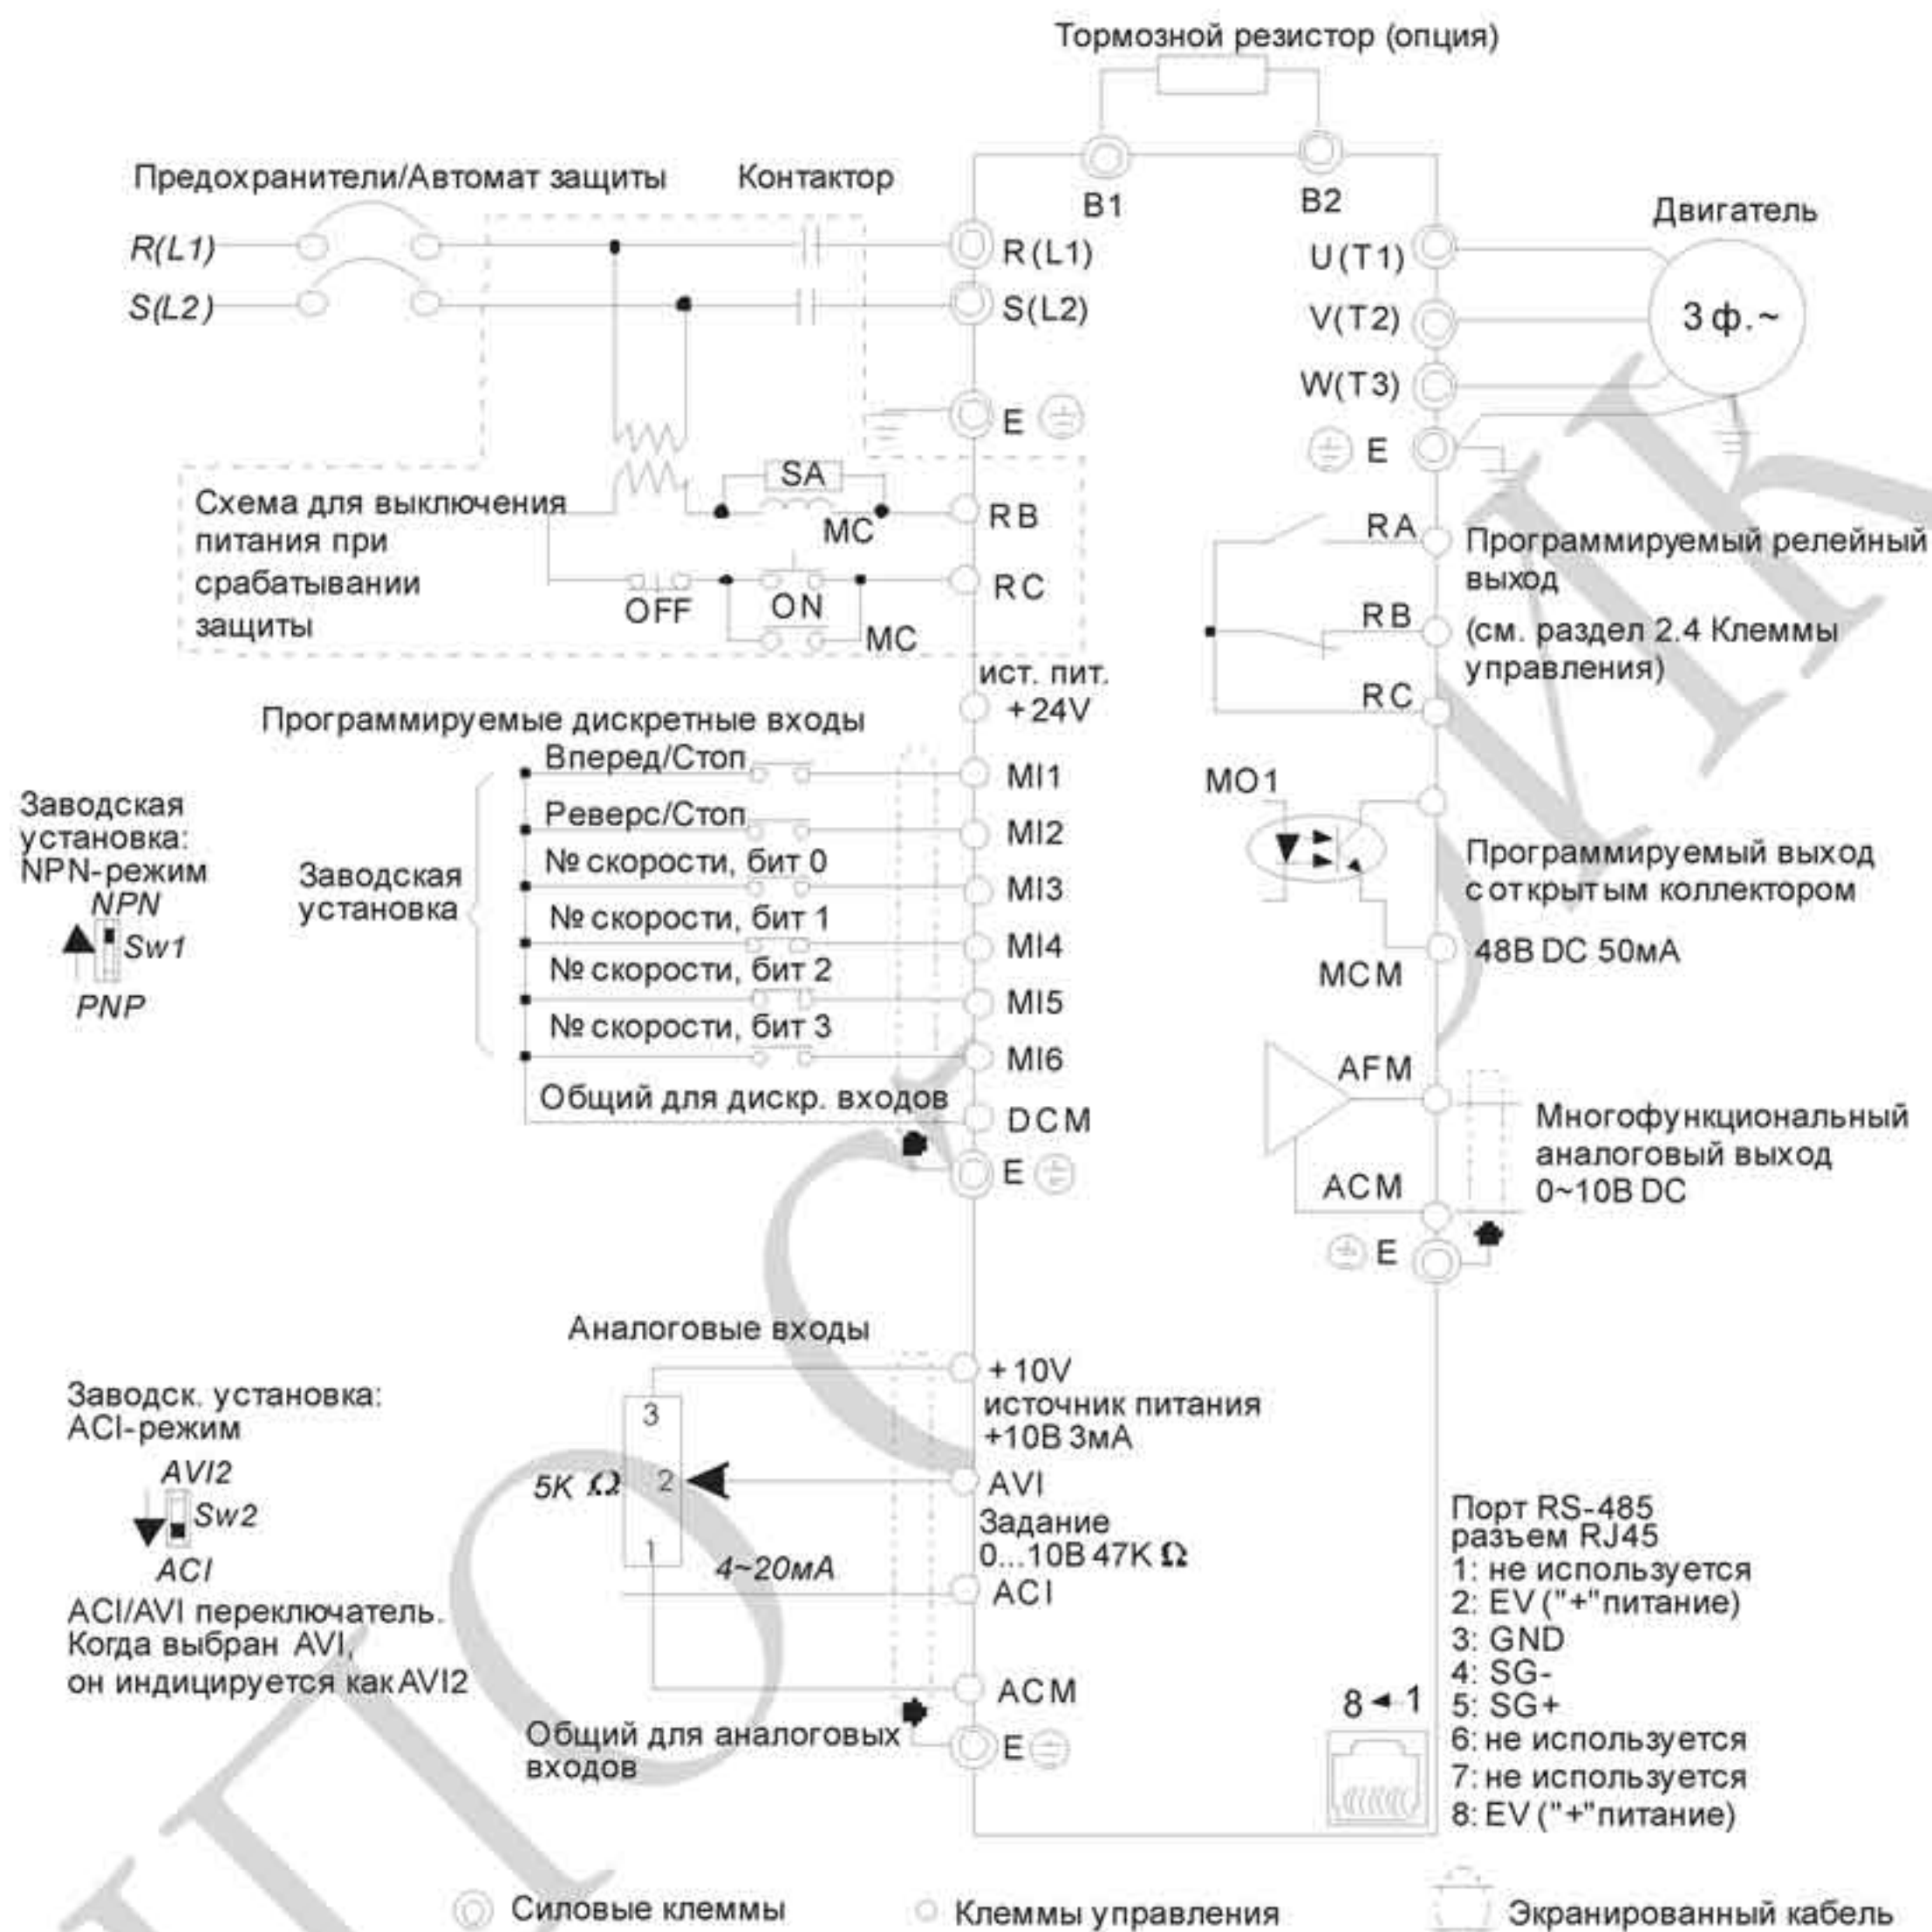 Тормозной резистор (опция)
B1
B2
Предохранители/Автомат защиты
Контактор
R(L1)
S(L2)
R(L1)
S(L2)
E
Двигатель
U(T1)
V(T2)
W(T3)
3 ф.~
E
Схема для выключения
питания при
срабатывании
защиты
SA
MC
RB
OFF
ON
MC
RC
RA
RB
RC
Программируемый релейный
выход
(см. раздел 2.4 Клеммы
управления)
ист. пит.
+24V
Программируемые дискретные входы
Вперед/Стоп
MI1
Реверс/Стоп
MI2
№ скорости, бит 0
MI3
№ скорости, бит 1
MI4
№ скорости, бит 2
MI5
№ скорости, бит 3
MI6
Общий для дискр. входов
DCM
E
Заводская
установка:
NPN-режим
NPN
Sw1
PNP
Заводская
установка
MO1
Программируемый выход
с открытым коллектором
48В DC 50мА
MCM
AFM
ACM
E
Многофункциональный
аналоговый выход
0~10В DC
Аналоговые входы
+10V
источник питания
+10В 3мА
3
5K Ω
2
1
AVI
Задание
0...10В 47K Ω
4~20мА
ACI
ACM
Общий для аналоговых
входов
E
Заводск. установка:
ACI-режим
AVI2
Sw2
ACI
ACI/AVI переключатель.
Когда выбран AVI,
он индицируется как AVI2
8 ◄ 1
Порт RS-485
разъем RJ45
1: не используется
2: EV ("+"питание)
3: GND
4: SG-
5: SG+
6: не используется
7: не используется
8: EV ("+"питание)
Силовые клеммы
Клеммы управления
Экранированный кабель